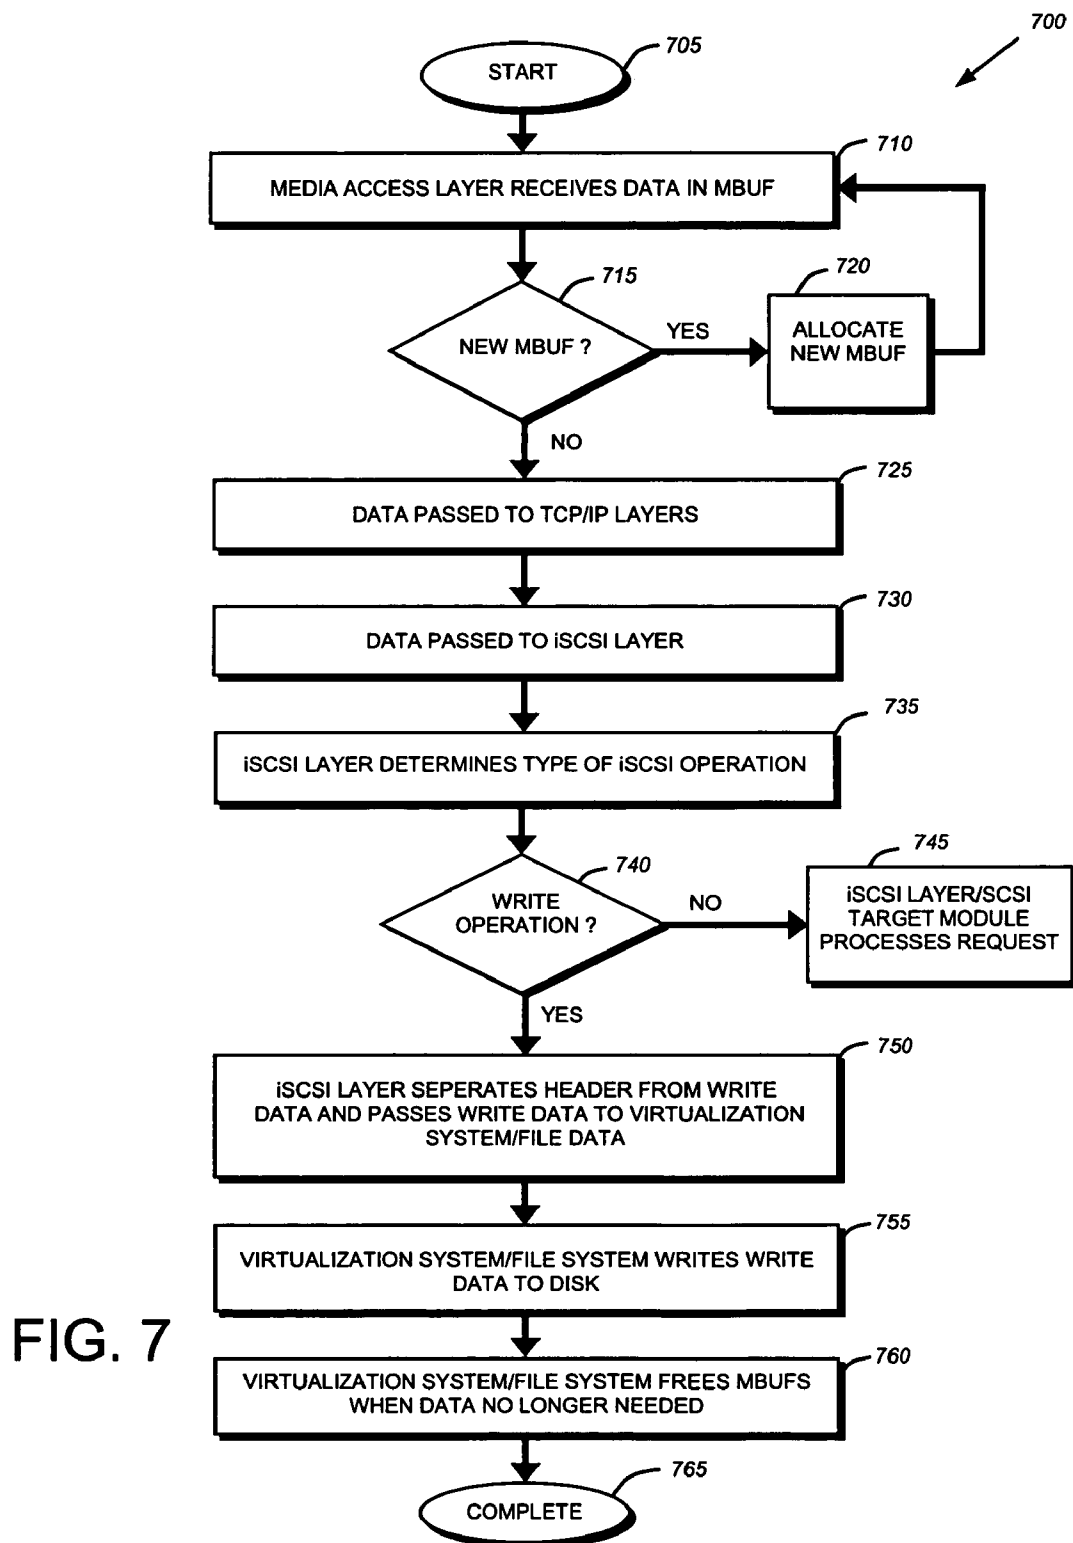 700
705
START
710
MEDIA ACCESS LAYER RECEIVES DATA IN MBUF
715
NEW MBUF ?
YES
720
ALLOCATE
NEW MBUF
NO
725
DATA PASSED TO TCP/IP LAYERS
730
DATA PASSED TO iSCSI LAYER
735
iSCSI LAYER DETERMINES TYPE OF iSCSI OPERATION
740
WRITE
OPERATION ?
NO
745
iSCSI LAYER/SCSI
TARGET MODULE
PROCESSES REQUEST
YES
750
iSCSI LAYER SEPERATES HEADER FROM WRITE
DATA AND PASSES WRITE DATA TO VIRTUALIZATION
SYSTEM/FILE DATA
755
VIRTUALIZATION SYSTEM/FILE SYSTEM WRITES WRITE
DATA TO DISK
760
VIRTUALIZATION SYSTEM/FILE SYSTEM FREES MBUFS
WHEN DATA NO LONGER NEEDED
765
COMPLETE
FIG. 7